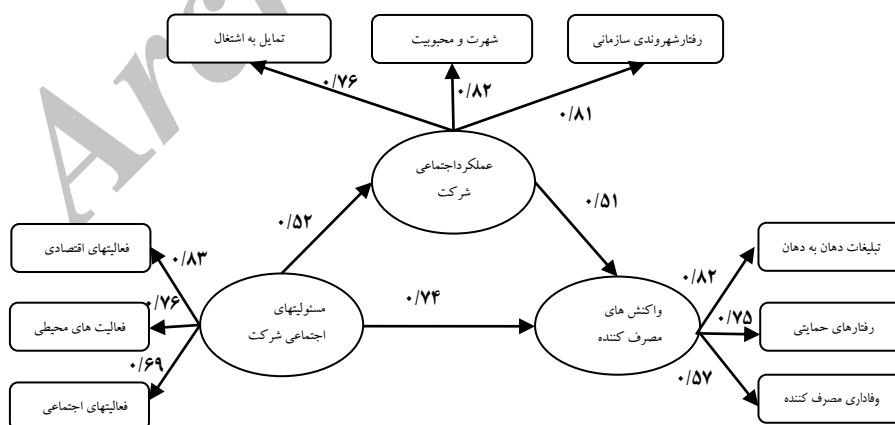 رفتارشهروندی سازمانی
شهرت و محبوبیت
تمایل به اشتغال
۰/۷۶
۰/۸۲
۰/۸۱
عملکرداجتماعی
شرکت
۰/۵۲
۰/۵۱
فعالیتهای اقتصادی
فعالیت های محیطی
فعالیتهای اجتماعی
۰/۸۳
۰/۷۶
۰/۶۹
مسئولیتهای
اجتماعی شرکت
۰/۷۴
واکنش های
مصرف کننده
۰/۸۲
۰/۷۵
۰/۵۷
تبلیغات دهان به دهان
رفتارهای حمایتی
وفاداری مصرف کننده